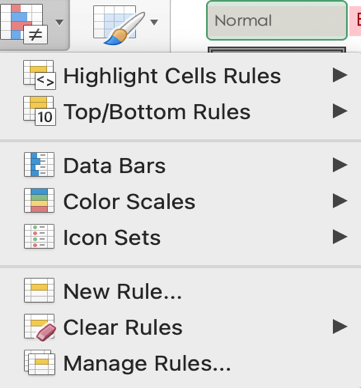 Normal
Highlight Cells Rules
10
Top/Bottom Rules
Data Bars
Color Scales
Icon Sets
New Rule...
Clear Rules
Manage Rules...